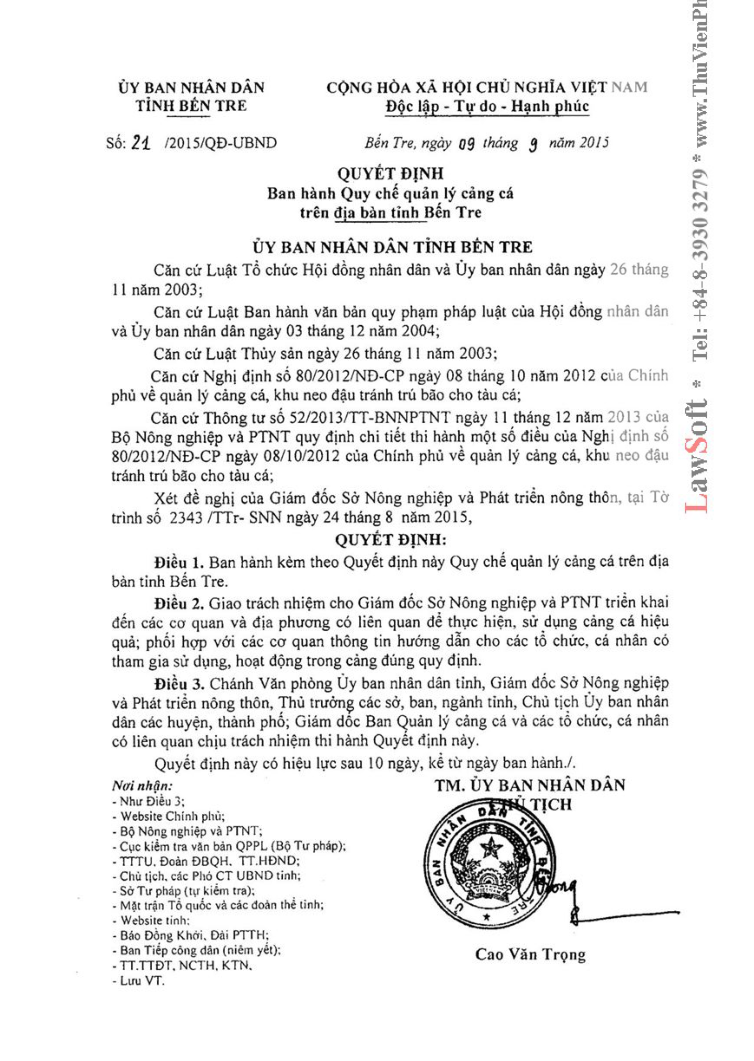 ỦY BAN NHÂN DÂN
TỈNH BẾN TRE
CỘNG HÒA XÃ HỘI CHỦ NGHĨA VIỆT NAM
Độc lập - Tự do - Hạnh phúc
Số: 21 /2015/QĐ-UBND
Bến Tre, ngày 09 tháng 9 năm 2015
QUYẾT ĐỊNH
Ban hành Quy chế quản lý cảng cá
trên địa bàn tỉnh Bến Tre
ỦY BAN NHÂN DÂN TỈNH BẾN TRE
Căn cứ Luật Tổ chức Hội đồng nhân dân và Ủy ban nhân dân ngày 26 tháng
11 năm 2003;
Căn cứ Luật Ban hành văn bản quy phạm pháp luật của Hội đồng nhân dân
và Ủy ban nhân dân ngày 03 tháng 12 năm 2004;
Căn cứ Luật Thủy sản ngày 26 tháng 11 năm 2003;
Căn cứ Nghị định số 80/2012/NĐ-CP ngày 08 tháng 10 năm 2012 của Chính
phủ về quản lý cảng cá, khu neo đậu tránh trú bão cho tàu cá;
Căn cứ Thông tư số 52/2013/TT-BNNPTNT ngày 11 tháng 12 năm 2013 của
Bộ Nông nghiệp và PTNT quy định chi tiết thi hành một số điều của Nghị định số
80/2012/NĐ-CP ngày 08/10/2012 của Chính phủ về quản lý cảng cá, khu neo đậu
tránh trú bão cho tàu cá;
Xét đề nghị của Giám đốc Sở Nông nghiệp và Phát triển nông thôn, tại Tờ
trình số 2343 /TTr- SNN ngày 24 tháng 8 năm 2015,
QUYẾT ĐỊNH:
Điều 1. Ban hành kèm theo Quyết định này Quy chế quản lý cảng cá trên địa
bàn tỉnh Bến Tre.
Điều 2. Giao trách nhiệm cho Giám đốc Sở Nông nghiệp và PTNT triển khai
đến các cơ quan và địa phương có liên quan để thực hiện, sử dụng cảng cá hiệu
quả; phối hợp với các cơ quan thông tin hướng dẫn cho các tổ chức, cá nhân có
tham gia sử dụng, hoạt động trong cảng đúng quy định.
Điều 3. Chánh Văn phòng Ủy ban nhân dân tỉnh, Giám đốc Sở Nông nghiệp
và Phát triển nông thôn, Thủ trưởng các sở, ban, ngành tỉnh, Chủ tịch Ủy ban nhân
dân các huyện, thành phố; Giám đốc Ban Quản lý cảng cá và các tổ chức, cá nhân
có liên quan chịu trách nhiệm thi hành Quyết định này.
Quyết định này có hiệu lực sau 10 ngày, kể từ ngày ban hành./.
Nơi nhận:
- Như Điều 3;
- Website Chính phủ;
- Bộ Nông nghiệp và PTNT;
- Cục kiểm tra văn bản QPPL (Bộ Tư pháp);
- TTTU, Đoàn ĐBQH, TT.HĐND;
- Chủ tịch, các Phó CT UBND tỉnh;
- Sở Tư pháp (tự kiểm tra);
- Mặt trận Tổ quốc và các đoàn thể tỉnh;
- Website tỉnh;
- Báo Đồng Khởi, Đài PTTH;
- Ban Tiếp công dân (niêm yết);
- TT.TTĐT, NCTH, KTN,
- Lưu VT.
TM. ỦY BAN NHÂN DÂN
CHỦ TỊCH
ỦY BAN NHÂN DÂN TỈNH BẾN TRE
Trọng
Cao Văn Trọng
LawSoft * Tel: +84-8-3930 3279 * www.ThuVienPh